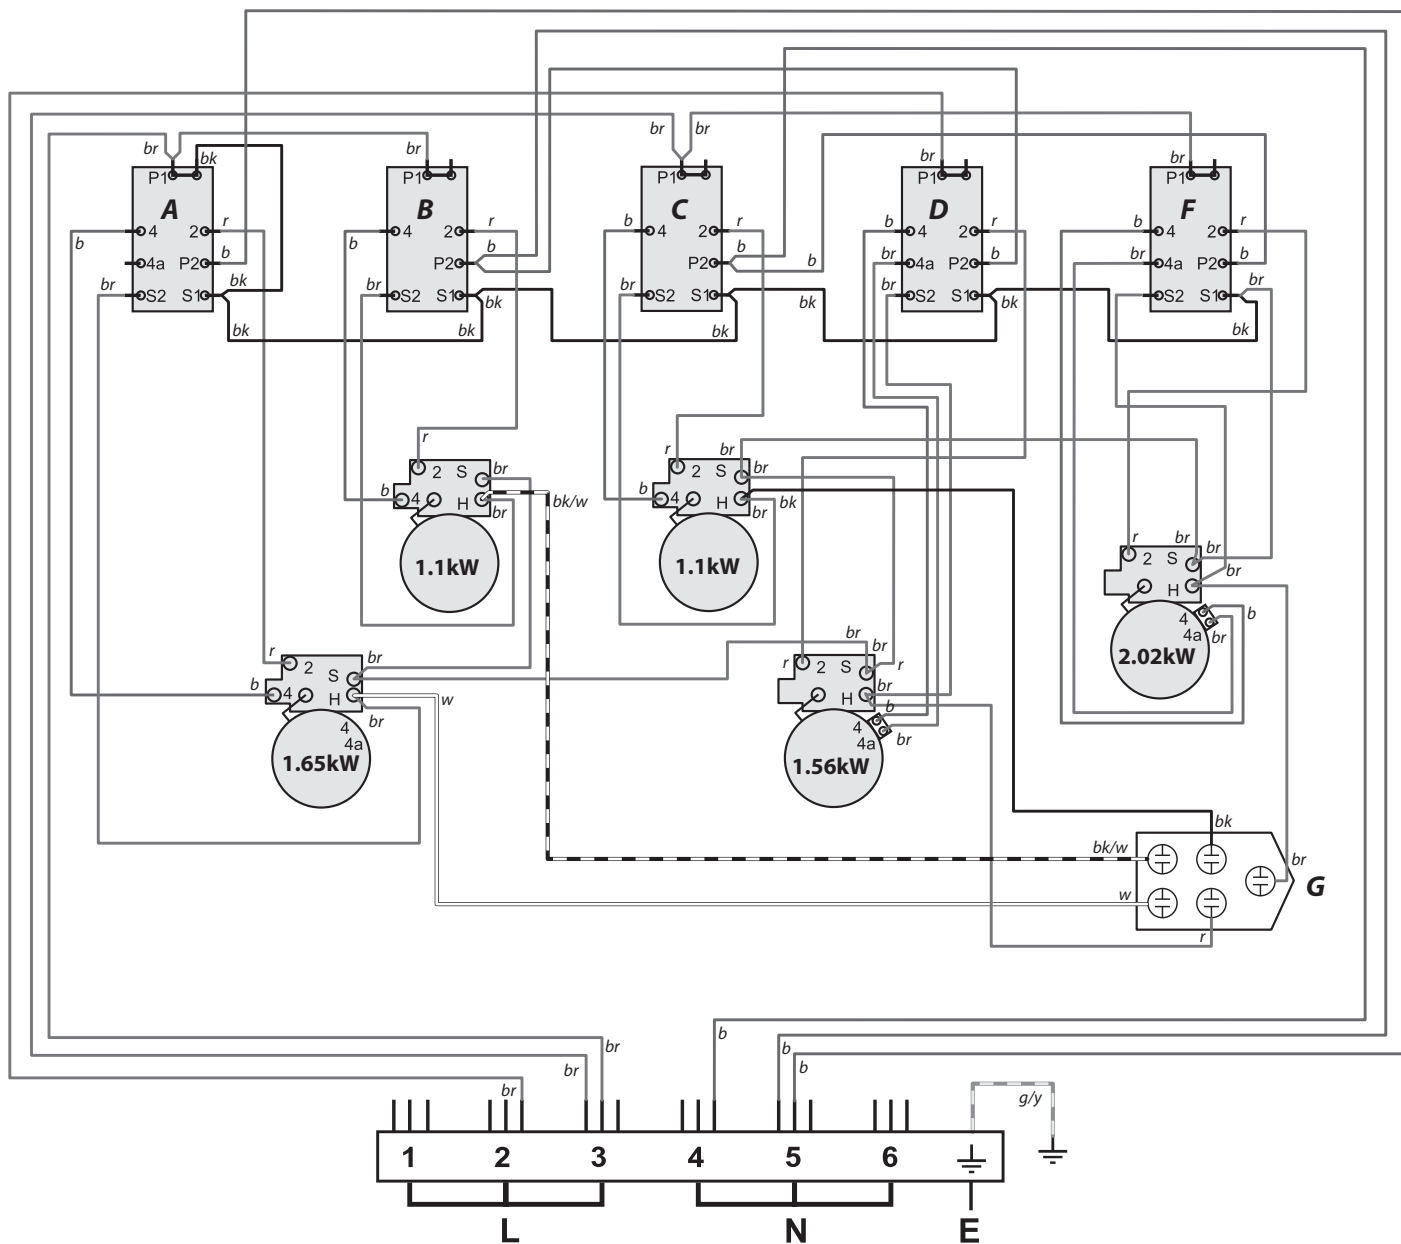 br br
br bk br br
P1 P1 P1 P1 P1
A B C D F
b 4 2 r b 4 2 r b 4 2 r b 4 2 r b 4 2 r
4a P2 b P2 b P2 b b br 4a P2 b br 4a P2 b
br S2 S1 bk br S2 S1 bk br S2 S1 bk br S2 S1 bk br S2 S1 br
bk bk bk bk
r
r 2 S br br
2 S br
b 4 H bk/w b 4 H bk
br br
r br br
2 S
1.1kW 1.1kW
H br
4 b
4a br
2.02kW
r br br
2 S r 2 S r
b 4 H w H br
br b
4 4 
4a 4a br
1.65kW 1.56kW
bk
bk/w
br
G
w
r
b
br b
br b
br
g/y
1 2 3 4 5 6
L N E